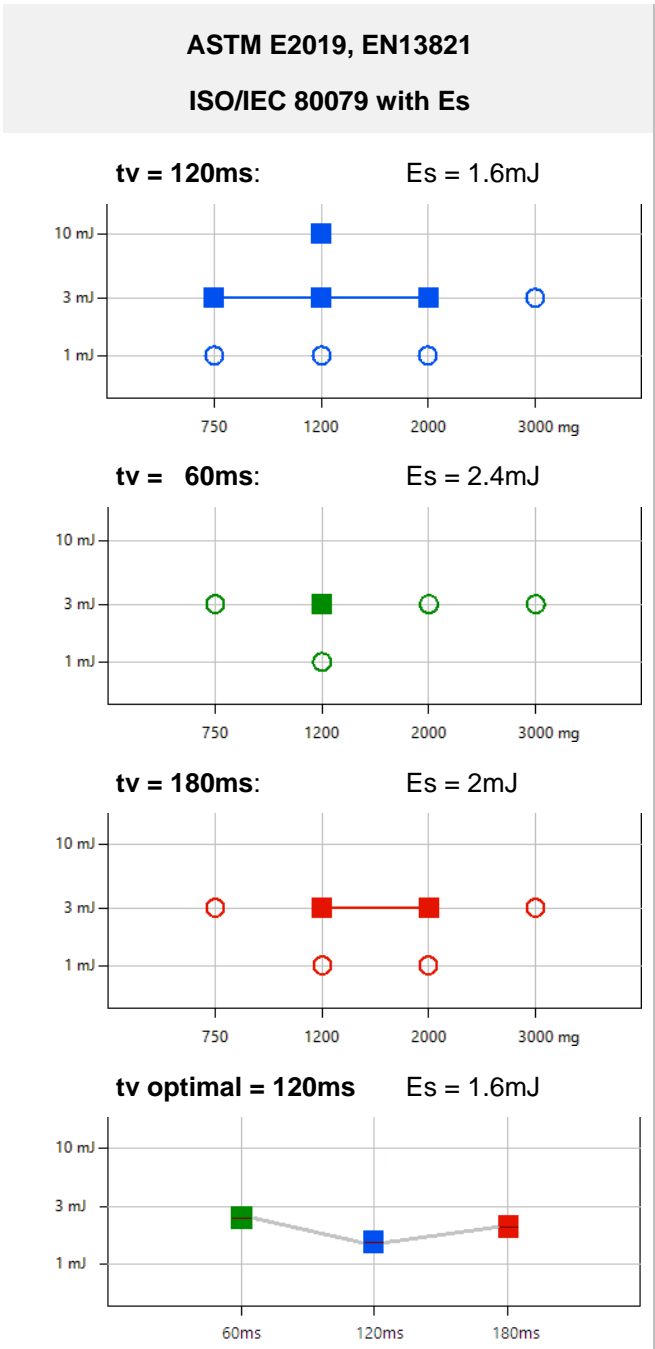 ASTM E2019, EN13821
ISO/IEC 80079 with Es
tv = 120ms: Es = 1.6mJ
10 mJ
3 mJ
1 mJ
750 1200 2000 3000 mg
tv = 60ms: Es = 2.4mJ
10 mJ
3 mJ
1 mJ
750 1200 2000 3000 mg
tv = 180ms: Es = 2mJ
10 mJ
3 mJ
1 mJ
750 1200 2000 3000 mg
tv optimal = 120ms Es = 1.6mJ
10 mJ
3 mJ
1 mJ
60ms 120ms 180ms